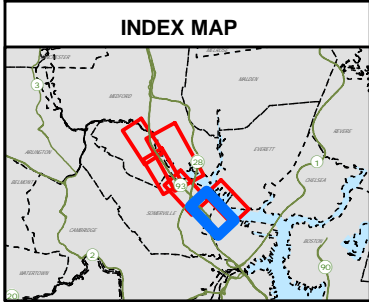 INDEX MAP
3
MEDFORD
MALDEN
REVERE
ARLINGTON
28
EVERETT
1
CHELSEA
BELMONT
93
SOMERVILLE
CAMBRIDGE
2
BOSTON
WATERTOWN
90
20